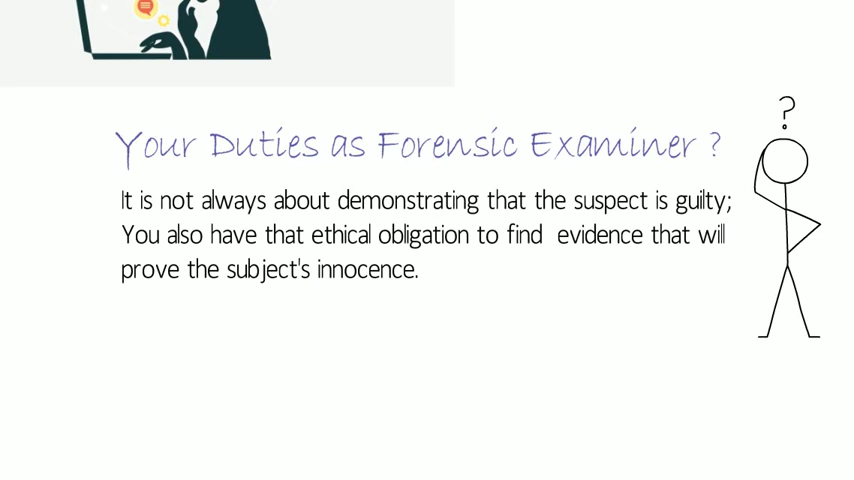 ?
Your Duties as Forensic Examiner ?
It is not always about demonstrating that the suspect is guilty;
You also have that ethical obligation to find evidence that will
prove the subject's innocence.